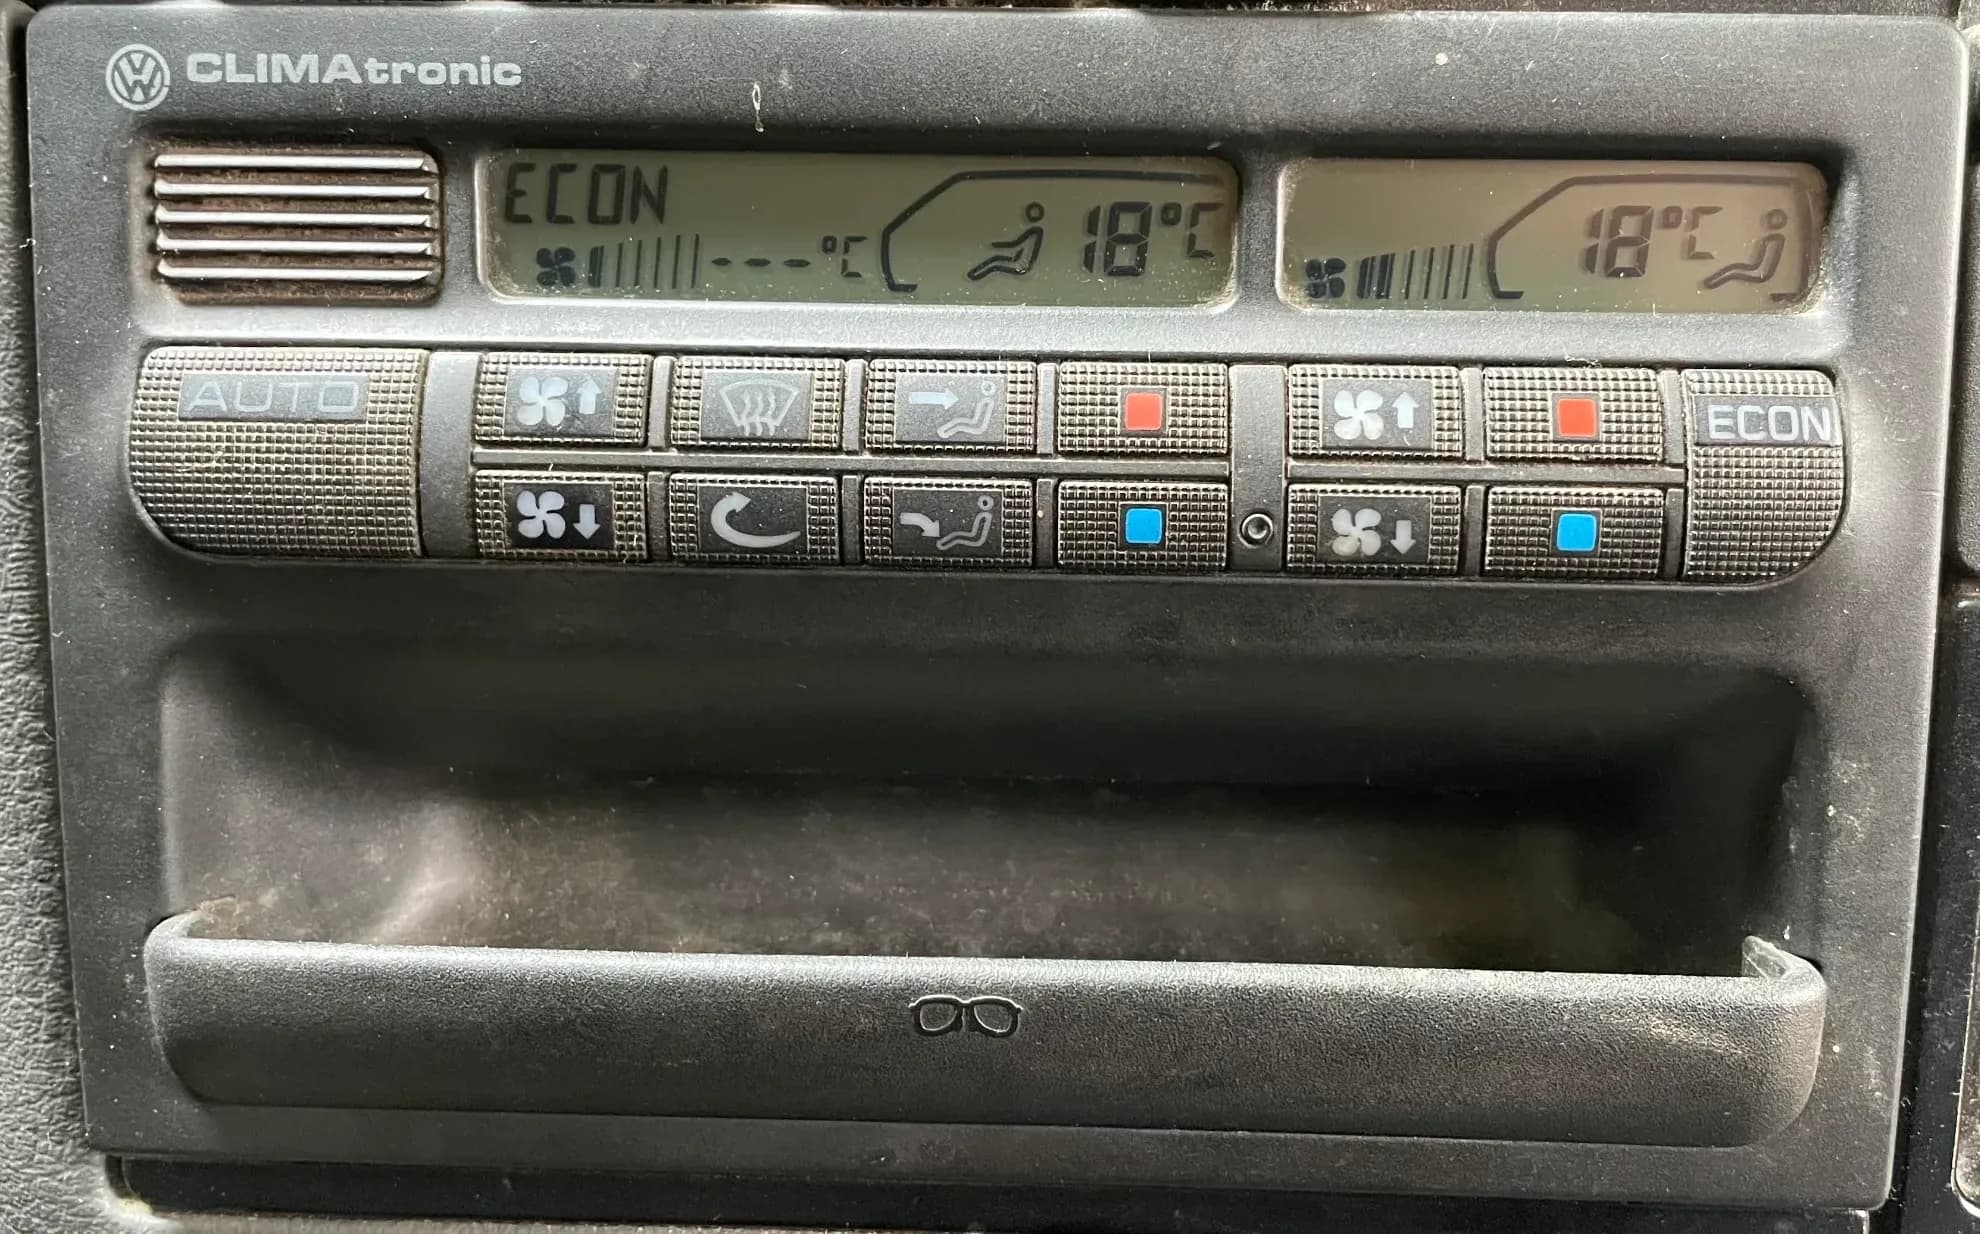 CLIMAtronic
ECON
---°C 18°C
18°C
AUTO
ECON